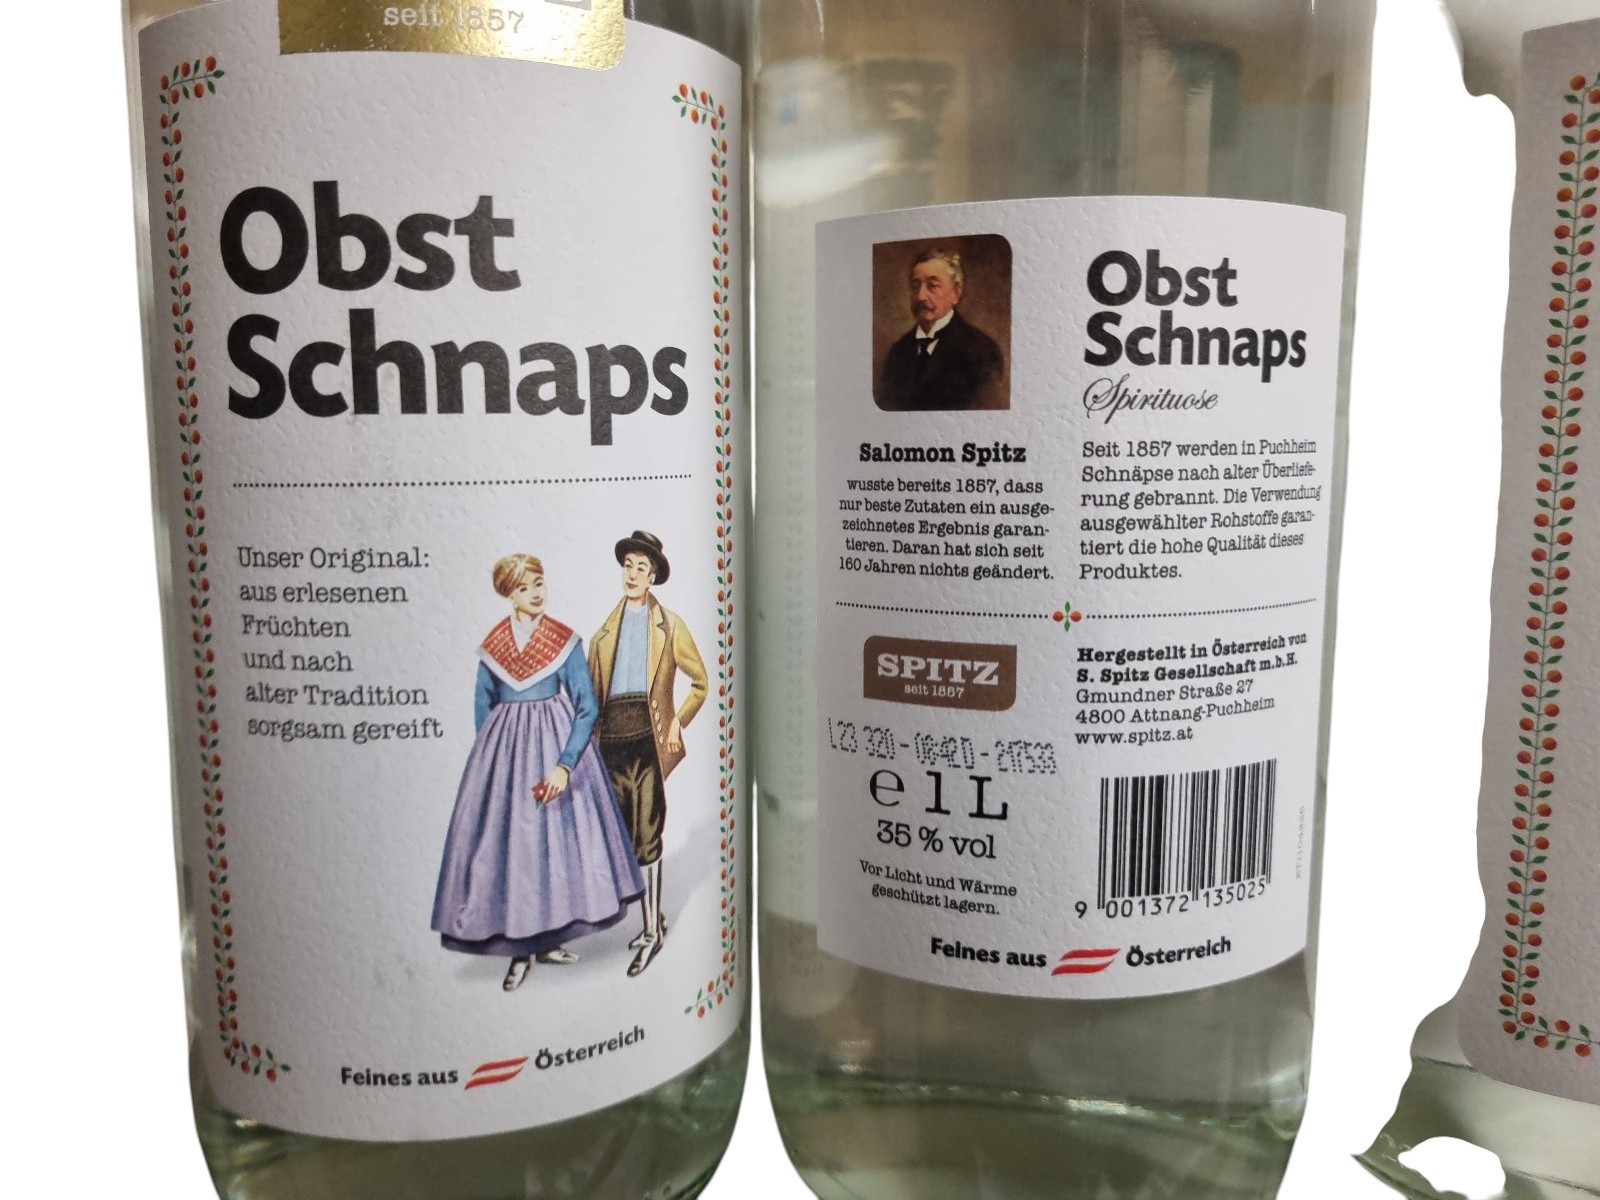 seit 1857
Obst
Schnaps
Unser Original:
aus erlesenen
Früchten
und nach
alter Tradition
sorgsam gereift
Feines aus Österreich
Salomon Spitz
wusste bereits 1857, dass
nur beste Zutaten ein ausge-
zeichnetes Ergebnis garan-
tieren. Daran hat sich seit
160 Jahren nichts geändert.
Obst
Schnaps
Spirituose
Seit 1857 werden in Puchheim
Schnäpse nach alter Überliefe-
rung gebrannt. Die Verwendung
ausgewählter Rohstoffe garan-
tiert die hohe Qualität dieses
Produktes.
SPITZ
seit 1857
L23 320 -
e 1 L
35 % vol
Vor Licht und Wärme
geschützt lagern.
Hergestellt in Österreich von
S. Spitz Gesellschaft m.b.H.
Gmundner Straße 27
4800 Attnang-Puchheim
www.spitz.at
9 001372 135025
Feines aus Österreich